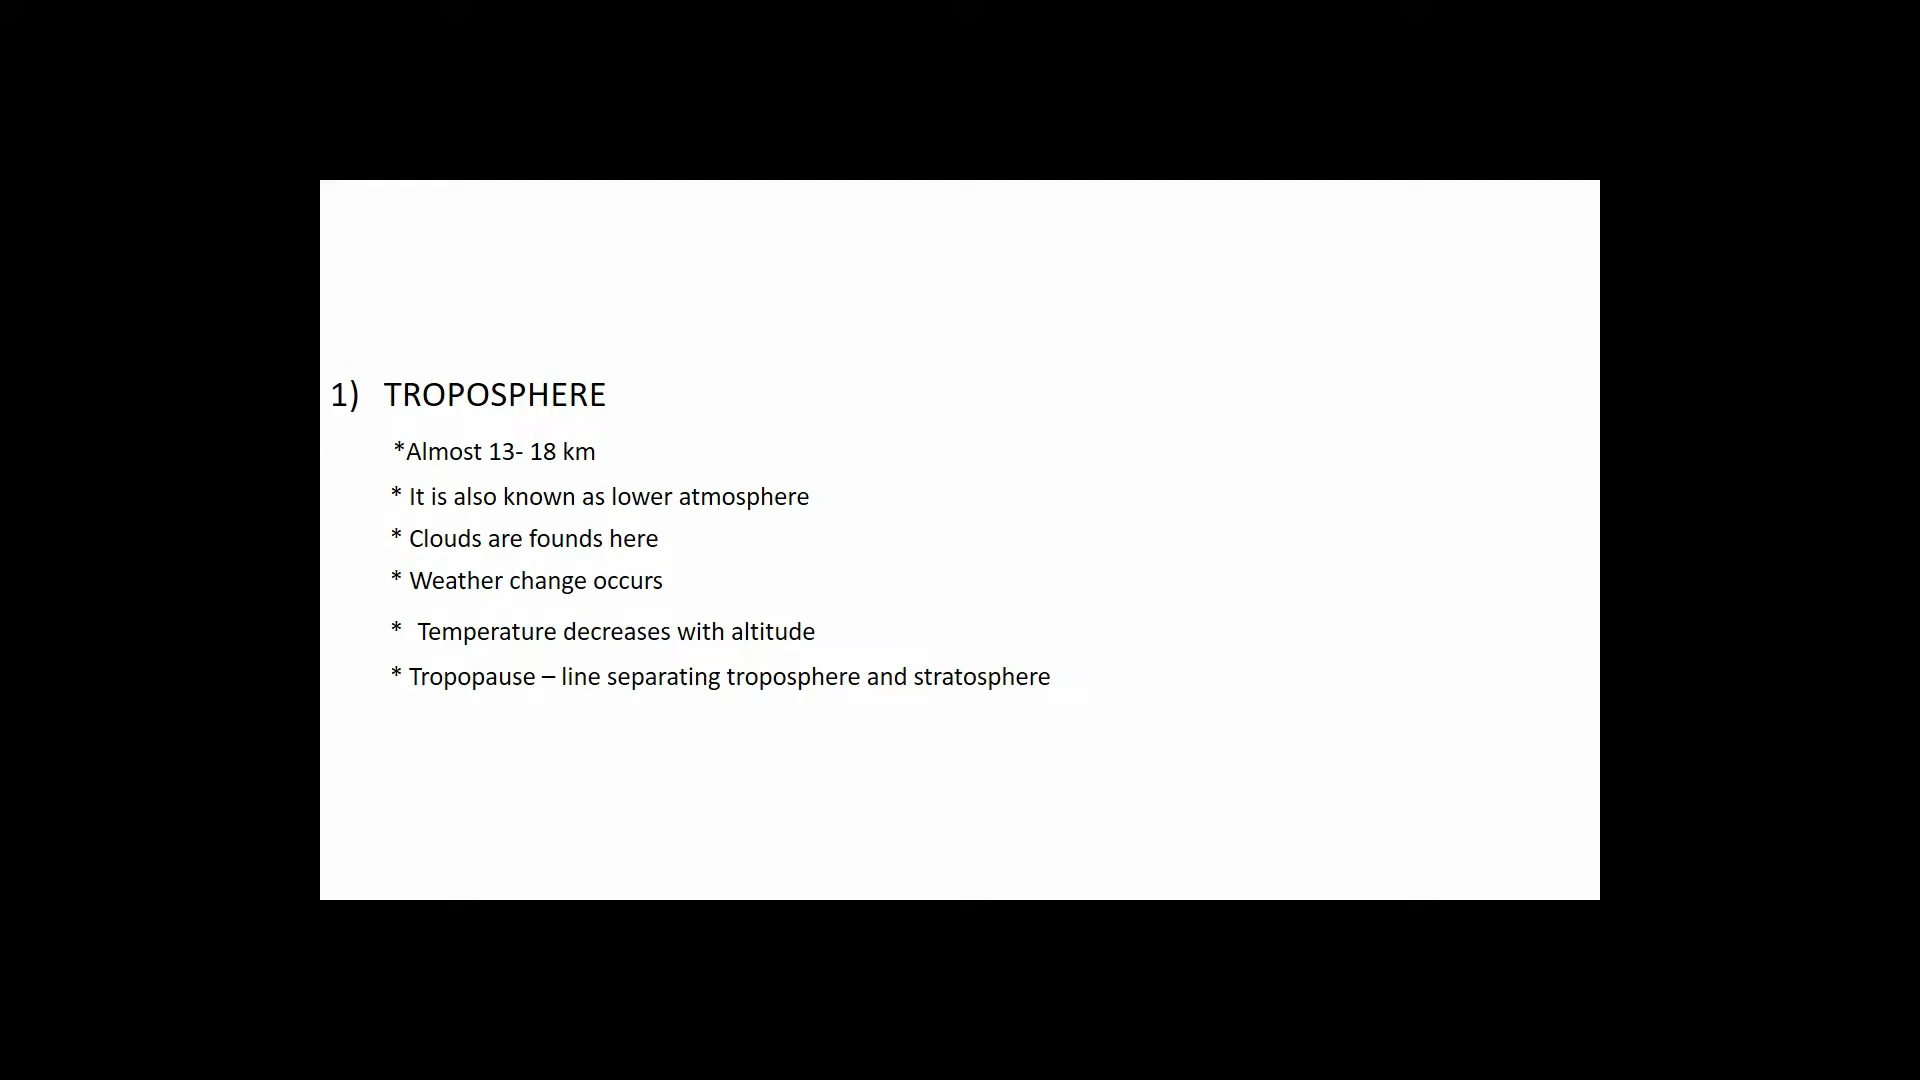 1) TROPOSPHERE
*Almost 13- 18 km
* It is also known as lower atmosphere
* Clouds are founds here
* Weather change occurs
* Temperature decreases with altitude
* Tropopause – line separating troposphere and stratosphere